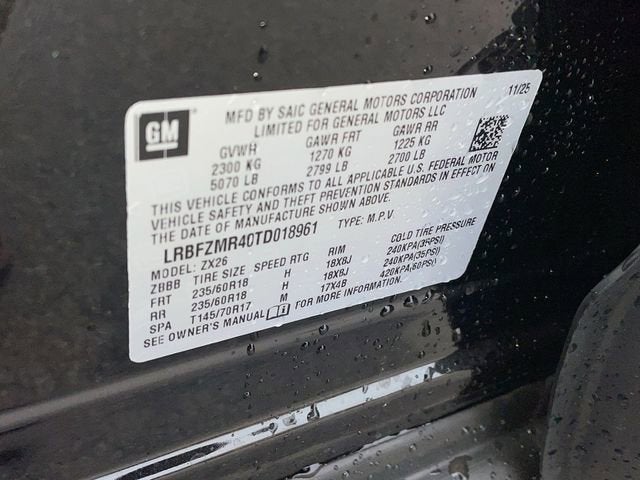 GM
MFD BY SAIC GENERAL MOTORS CORPORATION 11/25
LIMITED FOR GENERAL MOTORS LLC
GVWR GAWR FRT GAWR RR
2300 KG 1270 KG 1225 KG
5070 LB 2799 LB 2700 LB
THIS VEHICLE CONFORMS TO ALL APPLICABLE U.S. FEDERAL MOTOR
VEHICLE SAFETY AND THEFT PREVENTION STANDARDS IN EFFECT ON
THE DATE OF MANUFACTURE SHOWN ABOVE.
LRBFZMR40TD018961 TYPE: M.P.V.
MODEL: ZX26
ZBBB TIRE SIZE SPEED RTG RIM COLD TIRE PRESSURE
FRT 235/60R18 H 18X8J 240KPA(35PSI)
RR 235/60R18 H 18X8J 240KPA(35PSI)
SPA T145/70R17 M 17X4B 420KPA(60PSI)
SEE OWNER'S MANUAL FOR MORE INFORMATION.